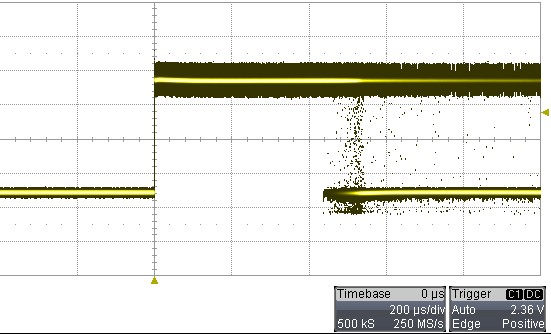 Timebase 0 µs
200 µs/div
500 kS 250 MS/s
Trigger C1 DC
Auto 2.36 V
Edge Positive